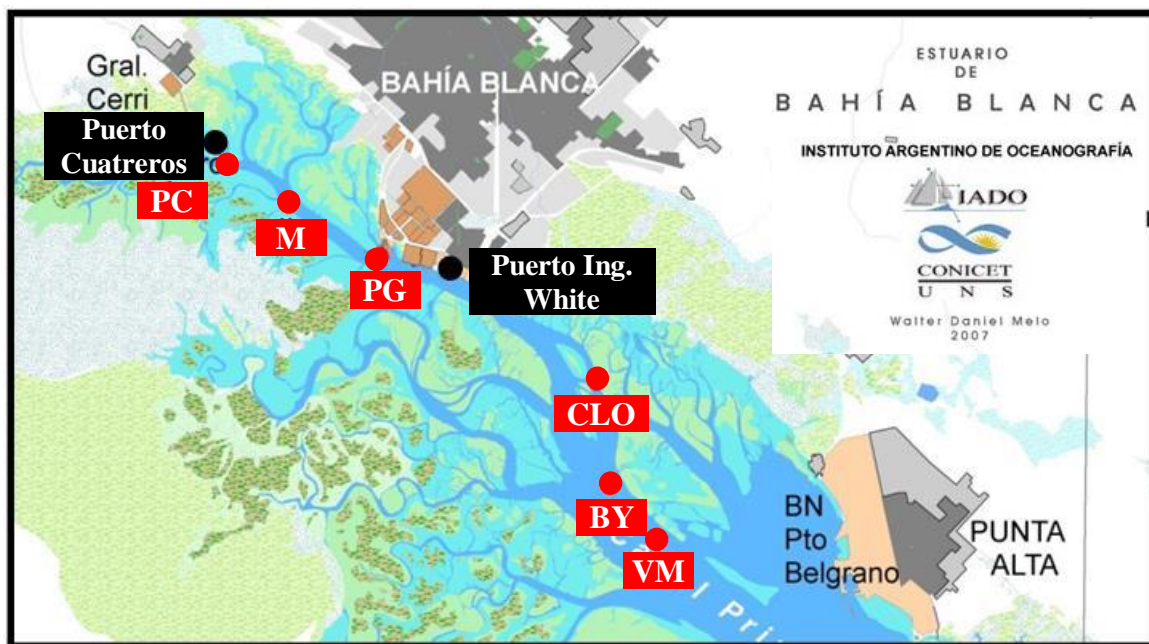 Gral.
Cerri
Puerto
Cuatreros
PC
M
PG
BAHÍA BLANCA
Puerto Ing.
White
CLO
BY
VM
BN
Pto
Belgrano
PUNTA
ALTA
ESTUARIO
DE
BAHÍA BLANCA
INSTITUTO ARGENTINO DE OCEANOGRAFÍA
IADO
CONICET
U N S
Walter Daniel Melo
2007